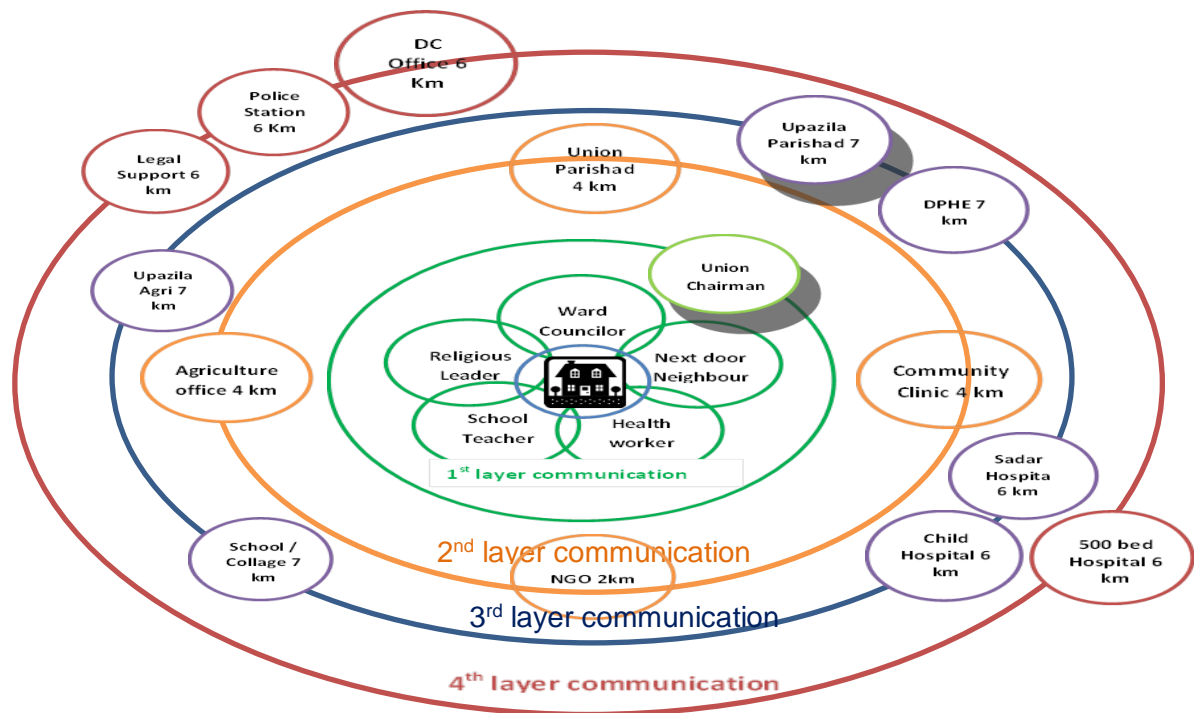 DC
Office 6
Km
Police
Station
6 Km
Legal
Support 6
km
Union
Parishad
4 km
Upazila
Parishad 7
km
DPHE 7
km
Upazila
Agri 7
km
Union
Chairman
Ward
Councilor
Religious
Leader
Next door
Neighbour
Agriculture
office 4 km
Community
Clinic 4 km
School
Teacher
Health
worker
1st layer communication
Sadar
Hospita
6 km
School /
Collage 7
km
Child
Hospital 6
km
500 bed
Hospital 6
km
2nd layer communication
NGO 2km
3rd layer communication
4th layer communication